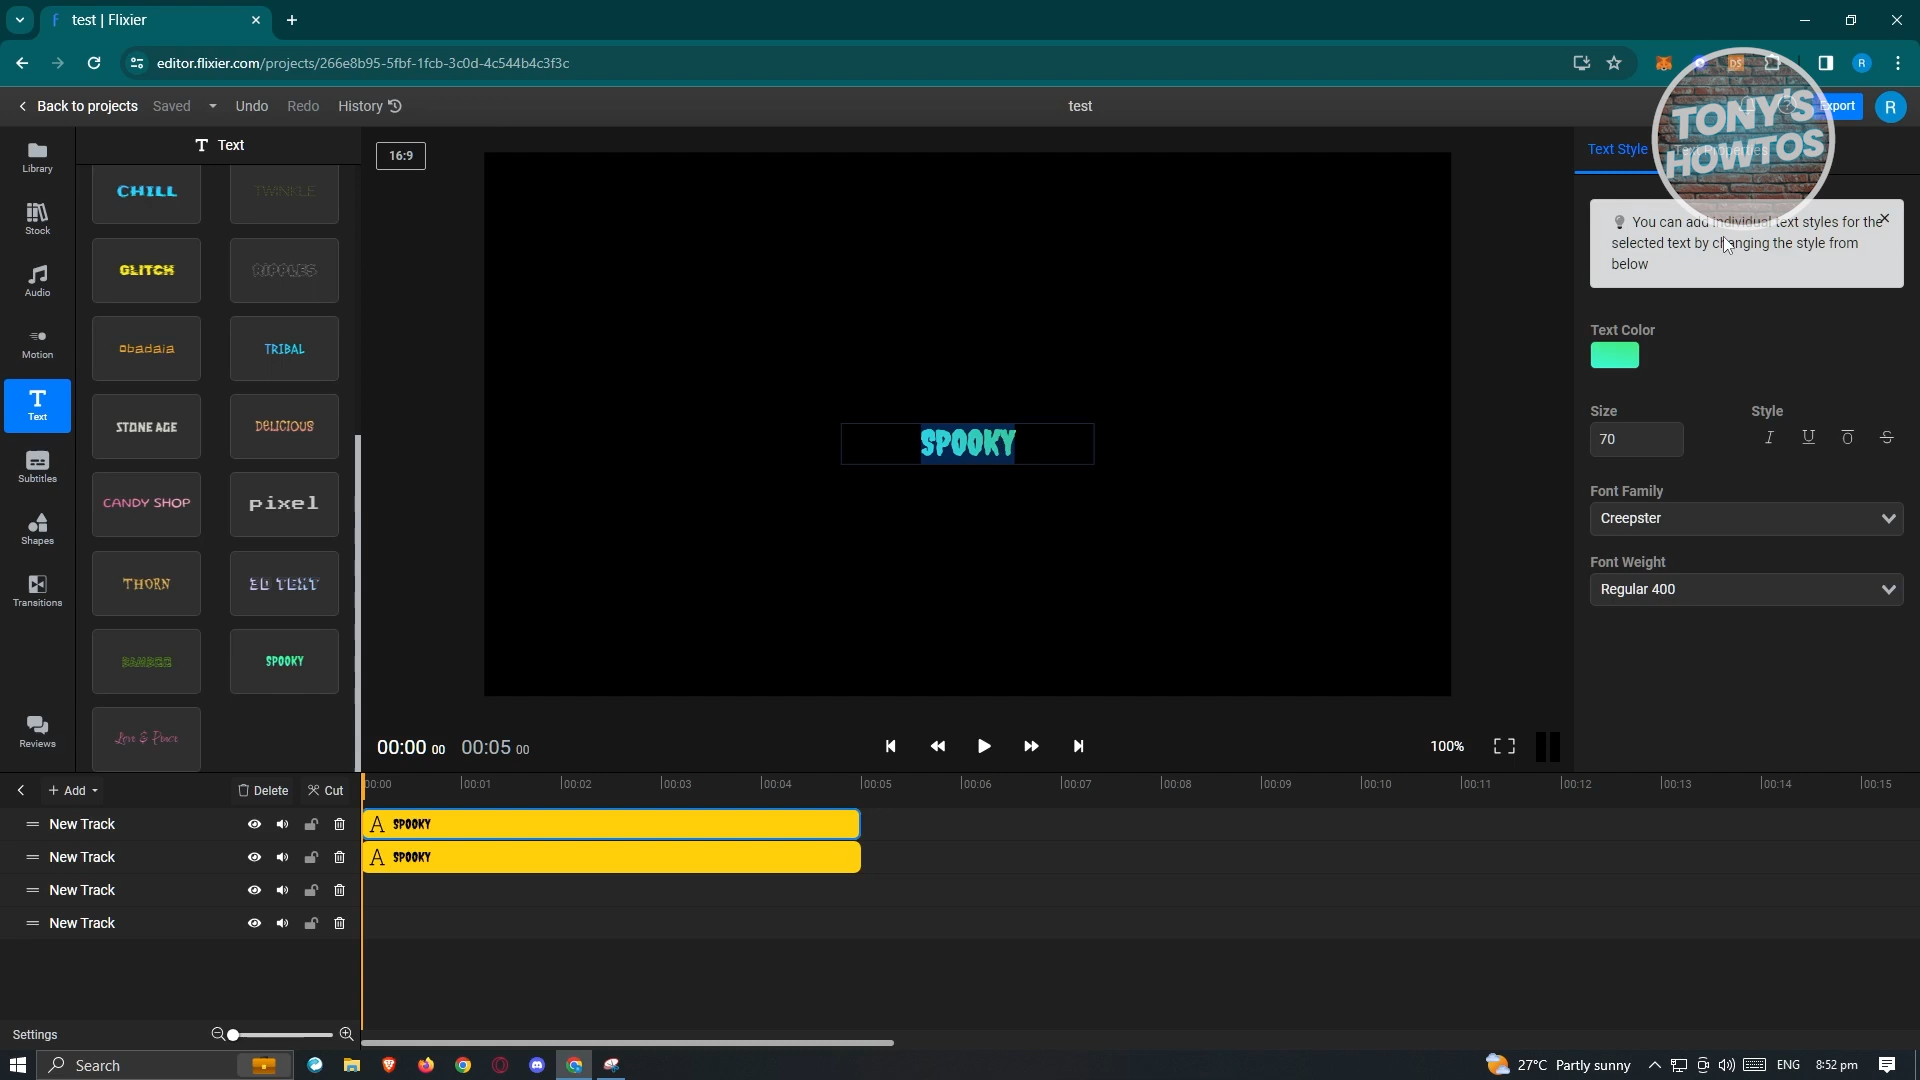 test | Flixier
editor.flixier.com/projects/266e8b95-5fbf-1fcb-3c0d-4c544b4c3f3c
DS
R
Back to projects
Saved
Undo
Redo
History
test
Export
R
TONY'S
HOWTOS
Library
Stock
Audio
Motion
Text
Subtitles
Shapes
Transitions
Reviews
Text
CHILL
TWINKLE
GLITCH
RIPPLES
Obadaia
TRIBAL
STONE AGE
DELICIOUS
CANDY SHOP
pixel
THORN
3D TEXT
BAMBOO
SPOOKY
Love & Peace
16:9
SPOOKY
Text Style
Text Properties
You can add individual text styles for the
selected text by changing the style from
below
Text Color
Size
Style
70
Font Family
Creepster
Font Weight
Regular 400
00:00 00
00:05 00
100%
+ Add
Delete
Cut
00:00
00:01
00:02
00:03
00:04
00:05
00:06
00:07
00:08
00:09
00:10
00:11
00:12
00:13
00:14
00:15
New Track
A SPOOKY
New Track
A SPOOKY
New Track
New Track
Settings
Search
27°C Partly sunny
ENG
8:52 pm